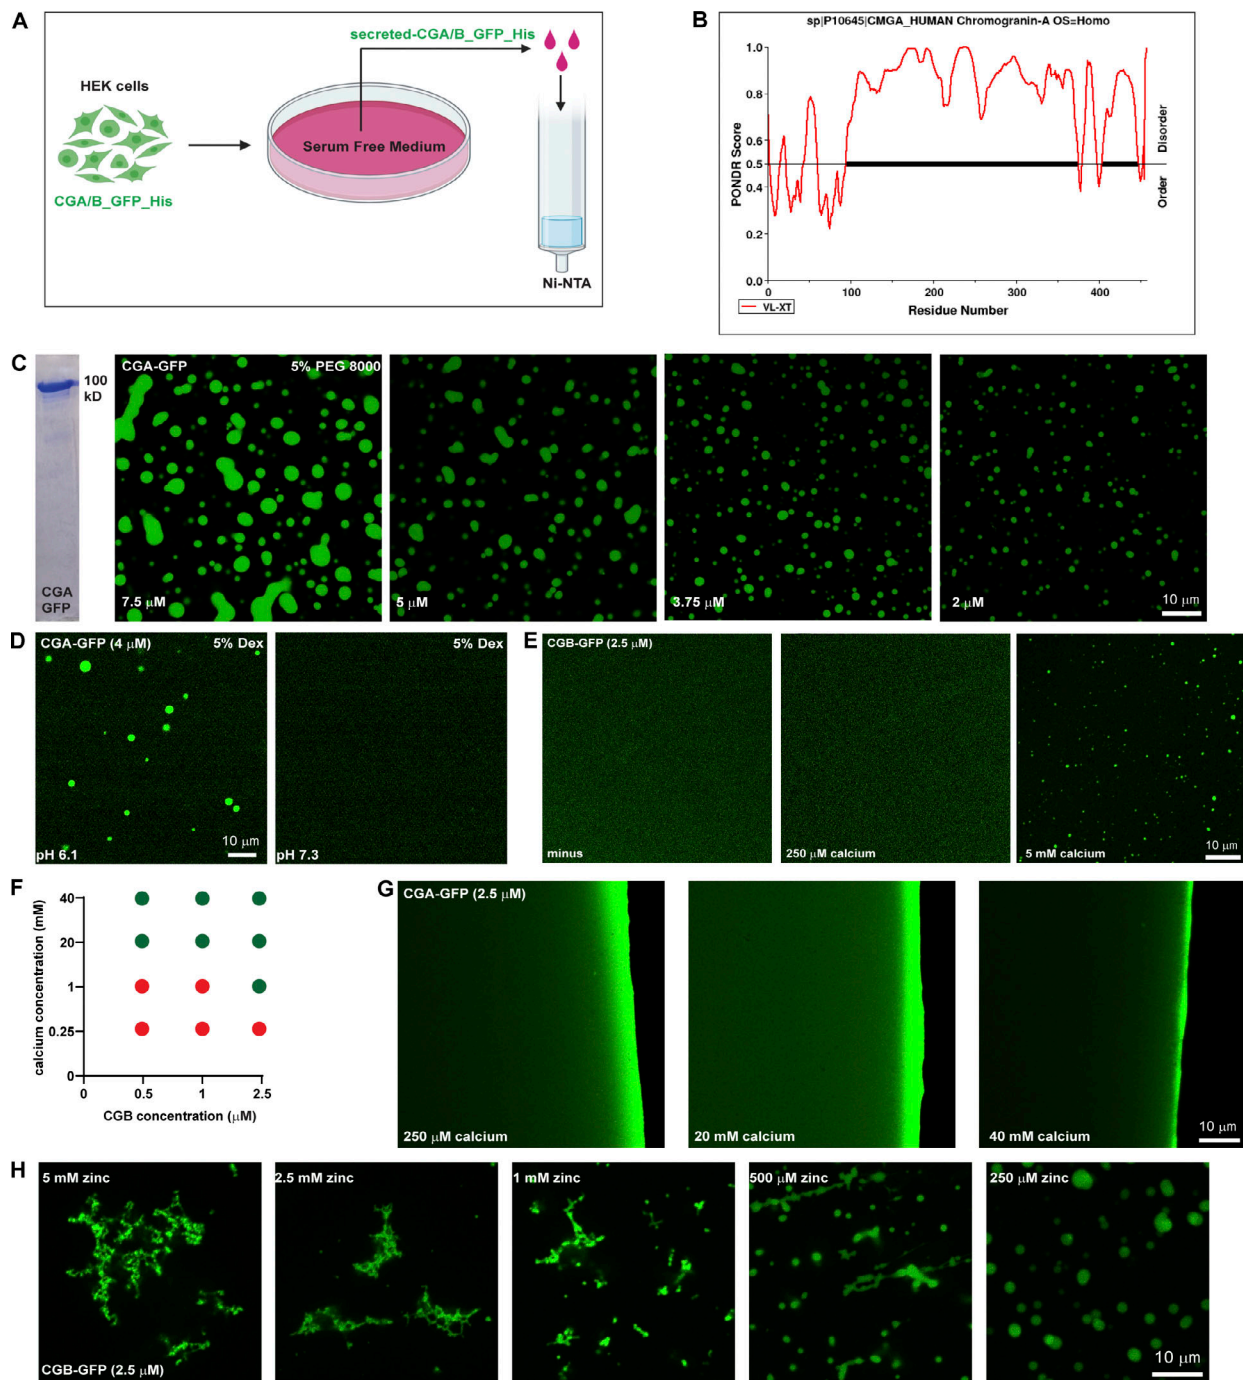 A
secreted-CGA/B_GFP_His
HEK cells
Serum Free Medium
CGA/B_GFP_His
Ni-NTA
B
sp|P10645|CMGA_HUMAN Chromogranin-A OS=Homo
1.0
0.8
0.6
0.5
0.4
0.2
0.0
PONDR Score
Disorder
Order
0
100
200
300
400
VL-XT
Residue Number
C
100
kD
CGA
GFP
CGA-GFP
5% PEG 8000
7.5 µM
5 µM
3.75 µM
2 µM
10 µm
D
CGA-GFP (4 µM)
5% Dex
pH 6.1
10 µm
5% Dex
pH 7.3
E
CGB-GFP (2.5 µM)
minus
250 µM calcium
5 mM calcium
10 µm
F
calcium concentration (mM)
40
20
1
0.25
0
0
0.5
1
2.5
CGB concentration (µM)
G
CGA-GFP (2.5 µM)
250 µM calcium
20 mM calcium
40 mM calcium
10 µm
H
5 mM zinc
2.5 mM zinc
1 mM zinc
500 µM zinc
250 µM zinc
CGB-GFP (2.5 µM)
10 µm